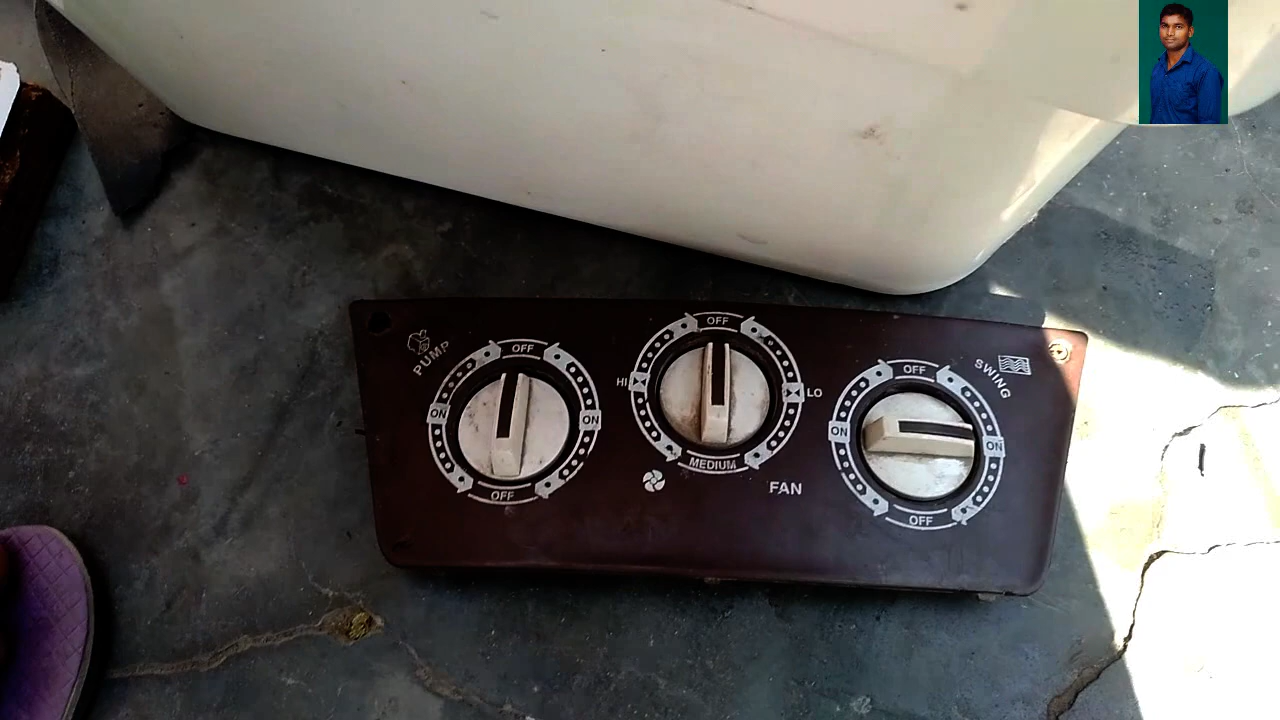 PUMP
OFF
ON
ON
OFF
OFF
HI
LO
MEDIUM
FAN
SWING
OFF
ON
ON
OFF